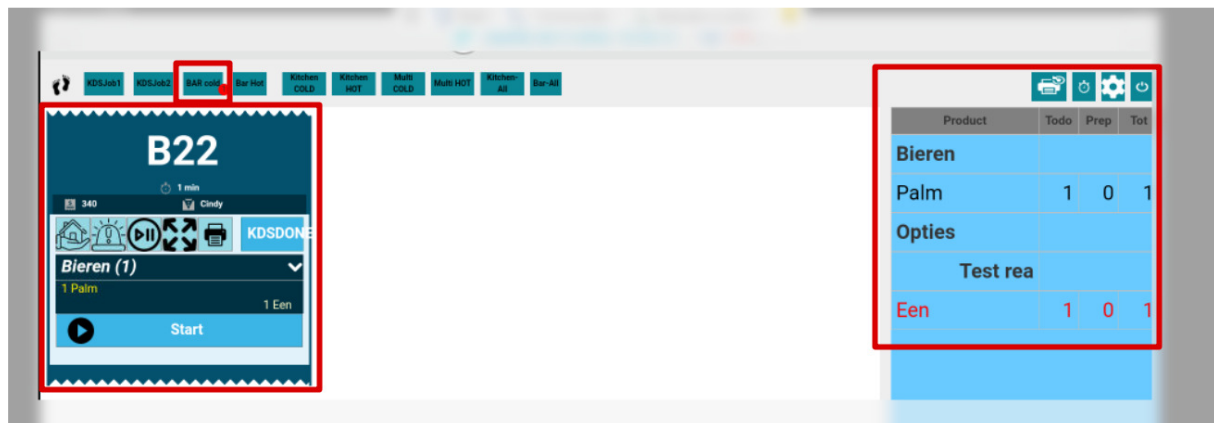 KDSJob1 KDSJob2 BAR cold Bar Hot Kitchen COLD Kitchen HOT Multi COLD Multi HOT Kitchen-All Bar-All
B22
1 min
340 Cindy
KDSDONE
Bieren (1)
1 Palm
1 Een
Start
Product Todo Prep Tot
Bieren
Palm 1 0 1
Opties
Test rea
Een 1 0 1